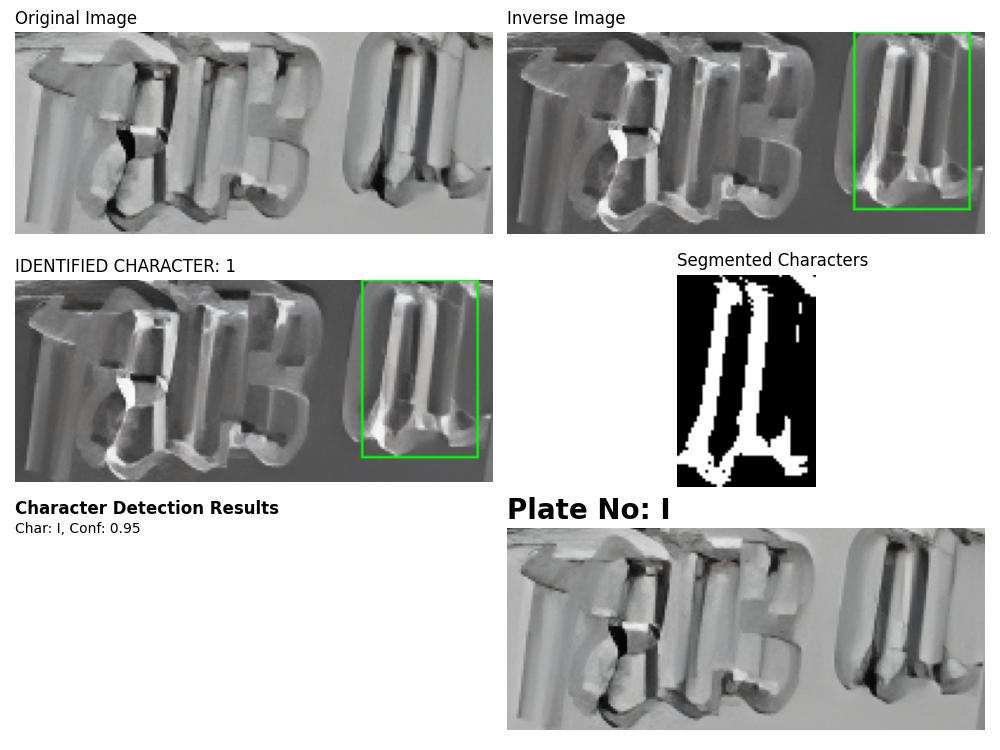 Original Image
Inverse Image
IDENTIFIED CHARACTER: 1
Segmented Characters
Character Detection Results
Char: I, Conf: 0.95
Plate No: I